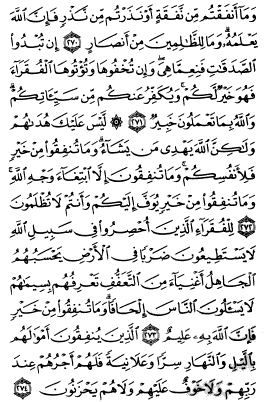 وَمَآ أَنفَقْتُم مِّن نَّفَقَةٍ أَوْ نَذَرْتُم مِّن نَّذْرٍ فَإِنَّ ٱللَّهَ
يَعْلَمُهُۥ ۗ وَمَا لِلظَّٰلِمِينَ مِنْ أَنصَارٍ ﴿٢٧٠﴾ إِن تُبْدُوا۟
ٱلصَّدَقَٰتِ فَنِعِمَّا هِىَ ۖ وَإِن تُخْفُوهَا وَتُؤْتُوهَا ٱلْفُقَرَآءَ
فَهُوَ خَيْرٌ لَّكُمْ ۚ وَيُكَفِّرُ عَنكُم مِّن سَيِّـَٔاتِكُمْ ۗ
وَٱللَّهُ بِمَا تَعْمَلُونَ خَبِيرٌ ﴿٢٧١﴾ ۞ لَّيْسَ عَلَيْكَ هُدَىٰهُمْ
وَلَٰكِنَّ ٱللَّهَ يَهْدِى مَن يَشَآءُ ۗ وَمَا تُنفِقُوا۟ مِنْ خَيْرٍ
فَلِأَنفُسِكُمْ ۚ وَمَا تُنفِقُونَ إِلَّا ٱبْتِغَآءَ وَجْهِ ٱللَّهِ ۚ
وَمَا تُنفِقُوا۟ مِنْ خَيْرٍ يُوَفَّ إِلَيْكُمْ وَأَنتُمْ لَا تُظْلَمُونَ
﴿٢٧٢﴾ لِلْفُقَرَآءِ ٱلَّذِينَ أُحْصِرُوا۟ فِى سَبِيلِ ٱللَّهِ
لَا يَسْتَطِيعُونَ ضَرْبًا فِى ٱلْأَرْضِ يَحْسَبُهُمُ
ٱلْجَاهِلُ أَغْنِيَآءَ مِنَ ٱلتَّعَفُّفِ تَعْرِفُهُم بِسِيمَٰهُمْ
لَا يَسْـَٔلُونَ ٱلنَّاسَ إِلْحَافًا ۗ وَمَا تُنفِقُوا۟ مِنْ خَيْرٍ
فَإِنَّ ٱللَّهَ بِهِۦ عَلِيمٌ ﴿٢٧٣﴾ ٱلَّذِينَ يُنفِقُونَ أَمْوَٰلَهُم
بِٱلَّيْلِ وَٱلنَّهَارِ سِرًّا وَعَلَانِيَةً فَلَهُمْ أَجْرُهُمْ عِندَ
رَبِّهِمْ وَلَا خَوْفٌ عَلَيْهِمْ وَلَا هُمْ يَحْزَنُونَ ﴿٢٧٤﴾